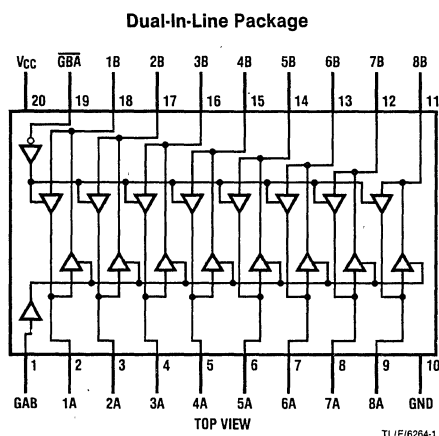 Dual-In-Line Package
VCC G̅B̅A̅ 1B 2B 3B 4B 5B 6B 7B 8B
20 19 18 17 16 15 14 13 12 11
1 2 3 4 5 6 7 8 9 10
GAB 1A 2A 3A 4A 5A 6A 7A 8A GND
TOP VIEW
TL/F/6264-1